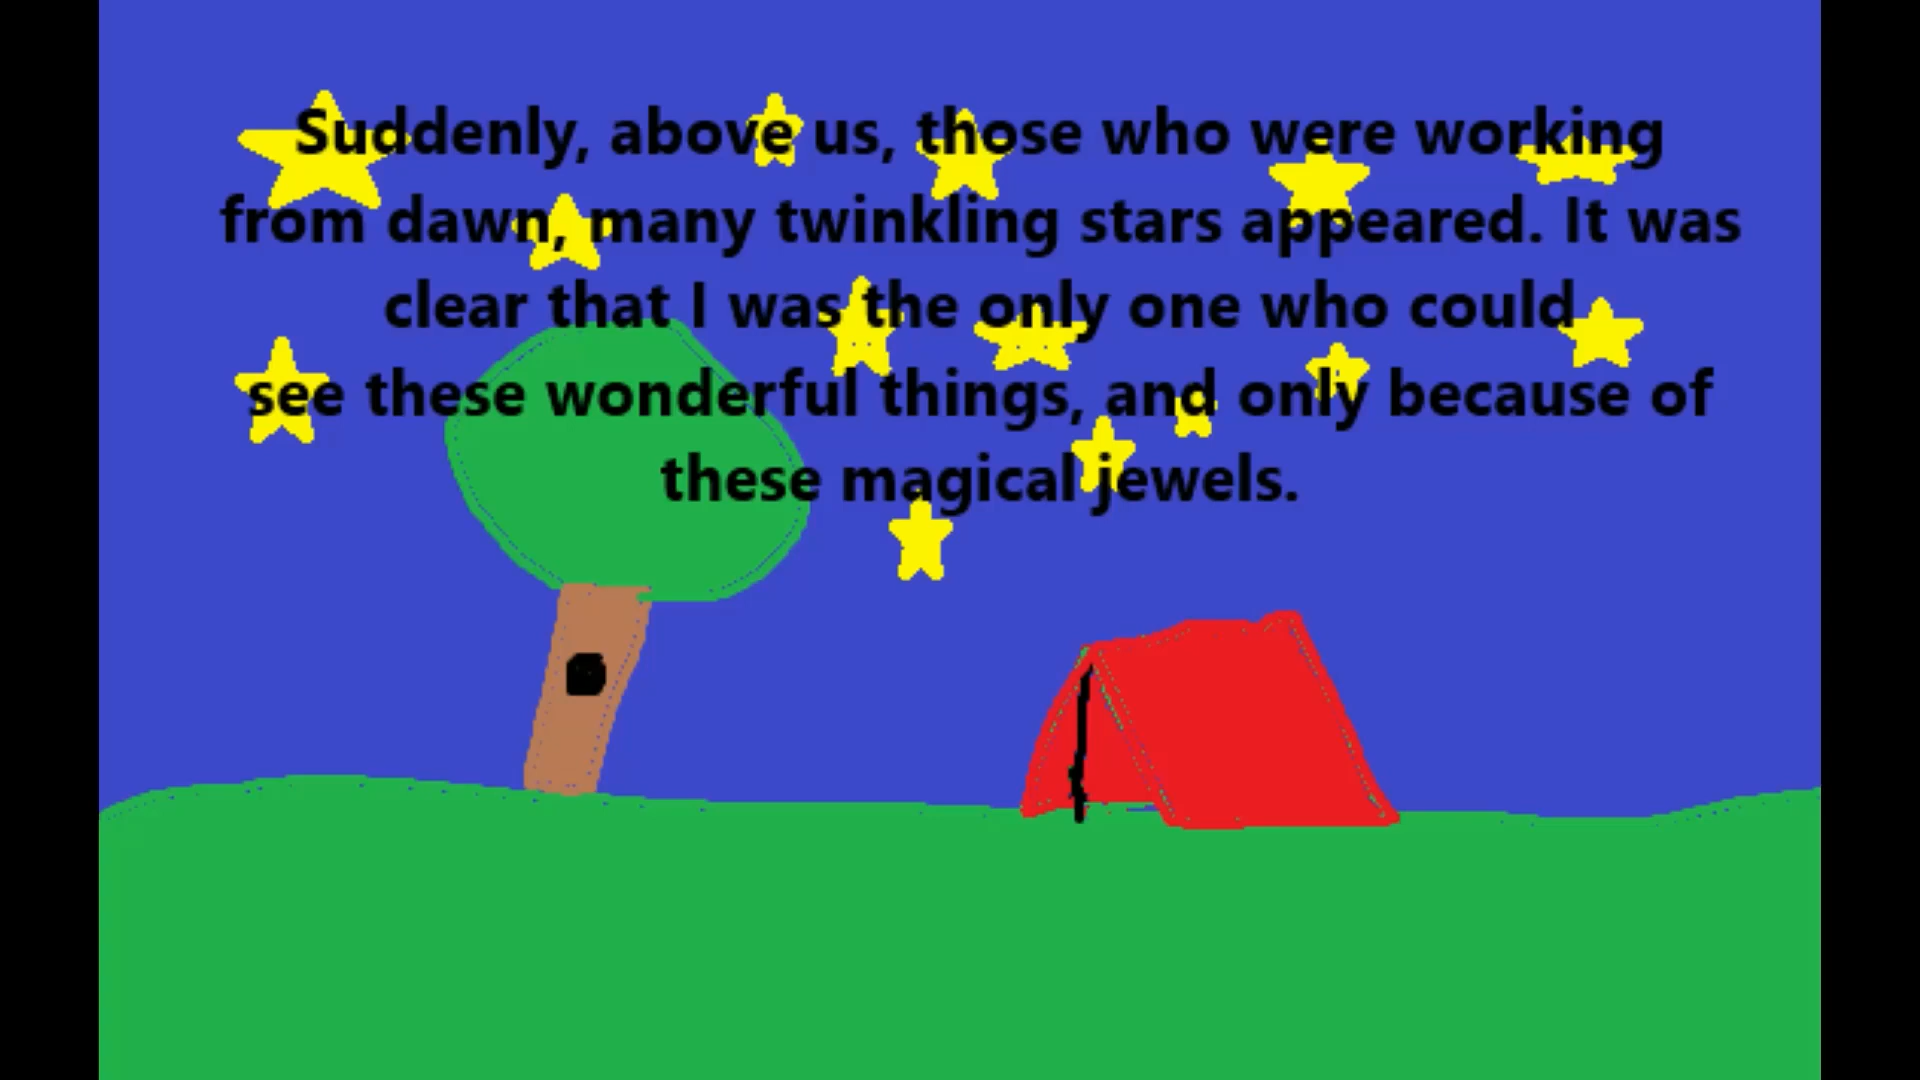 Suddenly, above us, those who were working
from dawn, many twinkling stars appeared. It was
clear that I was the only one who could
see these wonderful things, and only because of
these magical jewels.